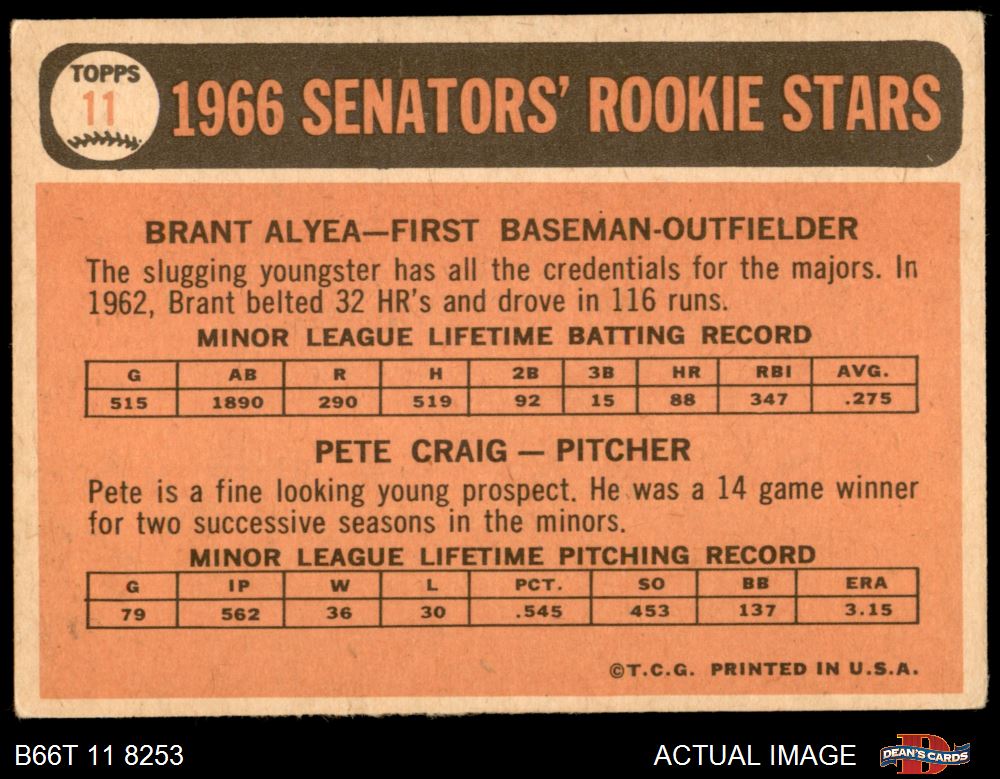 TOPPS
11
1966 SENATORS' ROOKIE STARS
BRANT ALYEA—FIRST BASEMAN-OUTFIELDER
The slugging youngster has all the credentials for the majors. In
1962, Brant belted 32 HR's and drove in 116 runs.
MINOR LEAGUE LIFETIME BATTING RECORD
G AB R H 2B 3B HR RBI AVG.
515 1890 290 519 92 15 88 347 .275
PETE CRAIG — PITCHER
Pete is a fine looking young prospect. He was a 14 game winner
for two successive seasons in the minors.
MINOR LEAGUE LIFETIME PITCHING RECORD
G IP W L PCT. SO BB ERA
79 562 36 30 .545 453 137 3.15
©T.C.G. PRINTED IN U.S.A.
B66T 11 8253 ACTUAL IMAGE D DEAN'S CARDS